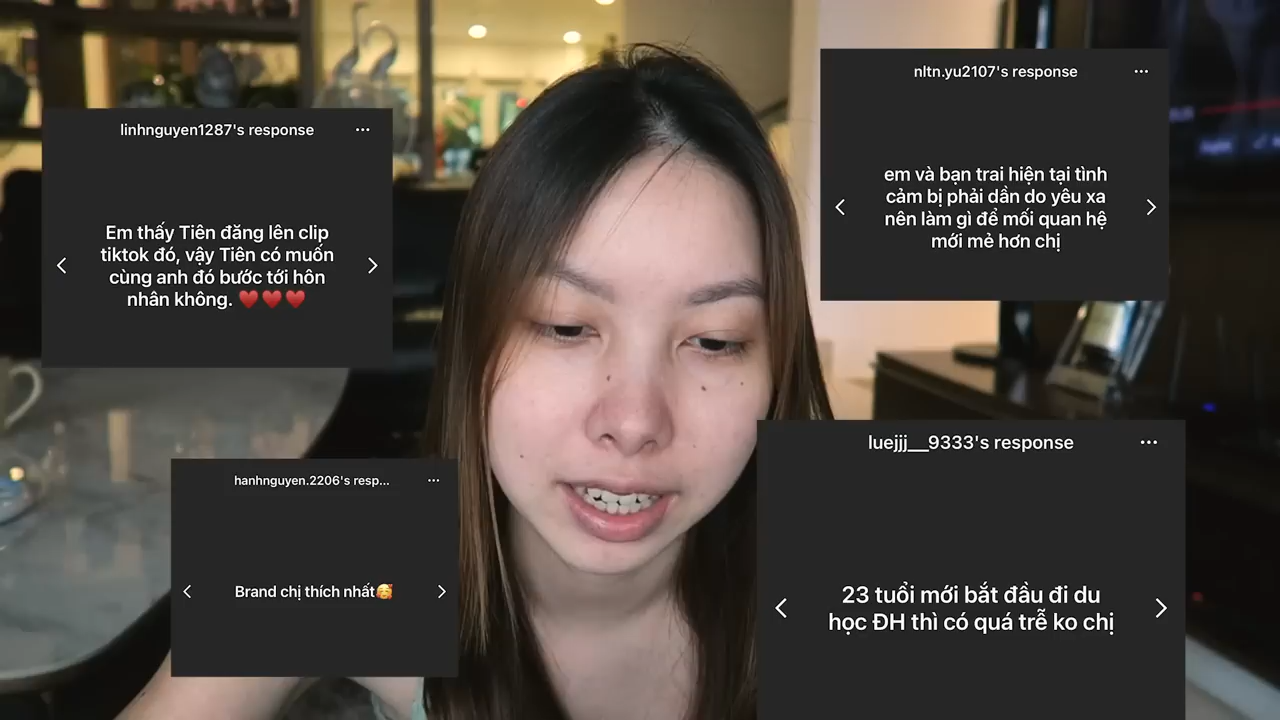 linhnguyen1287's response
Em thấy Tiên đăng lên clip
tiktok đó, vậy Tiên có muốn
cùng anh đó bước tới hôn
nhân không. ❤️❤️❤️
nltn.yu2107's response
em và bạn trai hiện tại tình
cảm bị phải dần do yêu xa
nên làm gì để mối quan hệ
mới mẻ hơn chị
hanhnguyen.2206's resp...
Brand chị thích nhất🥰
luejjj__9333's response
23 tuổi mới bắt đầu đi du
học ĐH thì có quá trễ ko chị